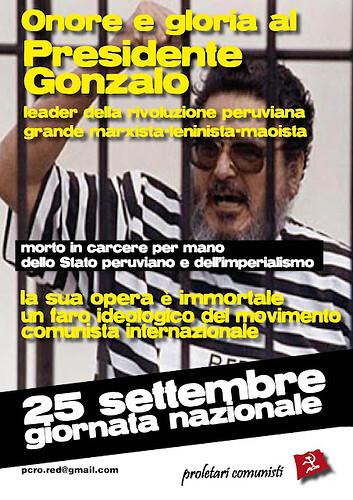 Onore e gloria al
Presidente
Gonzalo
leader della rivoluzione peruviana
grande marxista-leninista-maoista
morto in carcere per mano
dello Stato peruviano e dell'imperialismo
la sua opera è immortale
un faro ideologico del movimento
comunista internazionale
25 settembre
giornata nazionale
pcro.red@gmail.com
proletari comunisti